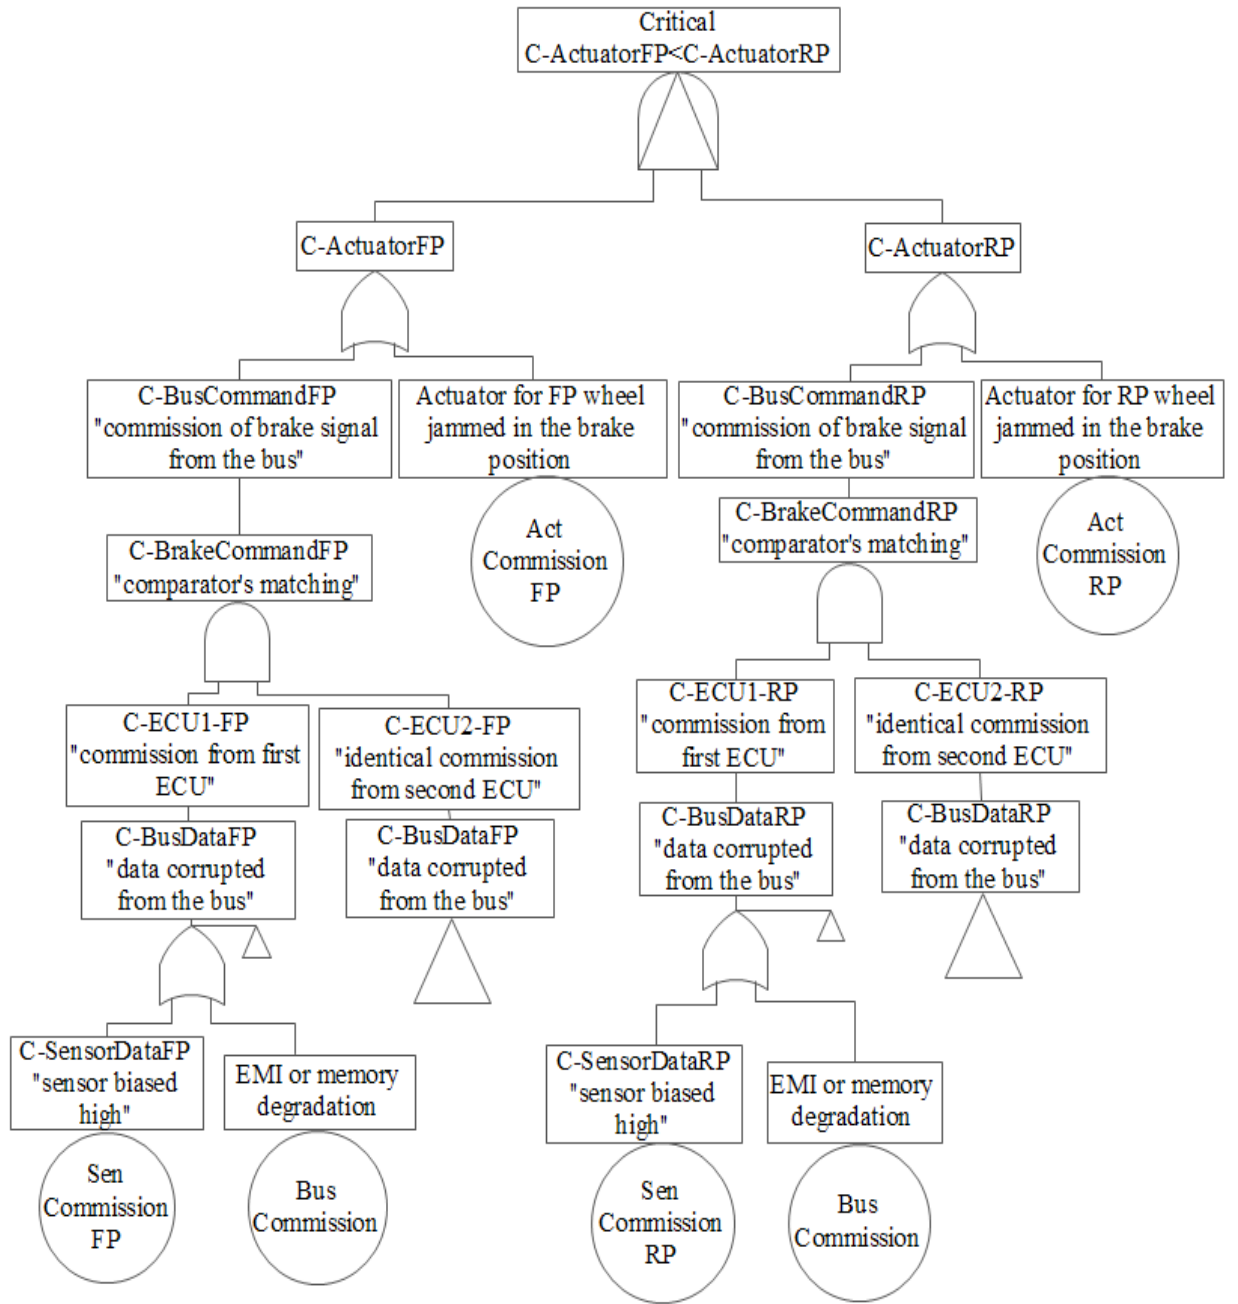 Critical
C-ActuatorFP<C-ActuatorRP
C-ActuatorFP
C-ActuatorRP
C-BusCommandFP
"commission of brake signal
from the bus"
Actuator for FP wheel
jammed in the brake
position
C-BusCommandRP
"commission of brake signal
from the bus"
Actuator for RP wheel
jammed in the brake
position
Act
Commission
FP
C-BrakeCommandFP
"comparator's matching"
C-BrakeCommandRP
"comparator's matching"
Act
Commission
RP
C-ECU1-FP
"commission from first
ECU"
C-ECU2-FP
"identical commission
from second ECU"
C-ECU1-RP
"commission from
first ECU"
C-ECU2-RP
"identical commission
from second ECU"
C-BusDataFP
"data corrupted
from the bus"
C-BusDataFP
"data corrupted
from the bus"
C-BusDataRP
"data corrupted
from the bus"
C-BusDataRP
"data corrupted
from the bus"
C-SensorDataFP
"sensor biased
high"
EMI or memory
degradation
C-SensorDataRP
"sensor biased
high"
EMI or memory
degradation
Sen
Commission
FP
Bus
Commission
Sen
Commission
RP
Bus
Commission